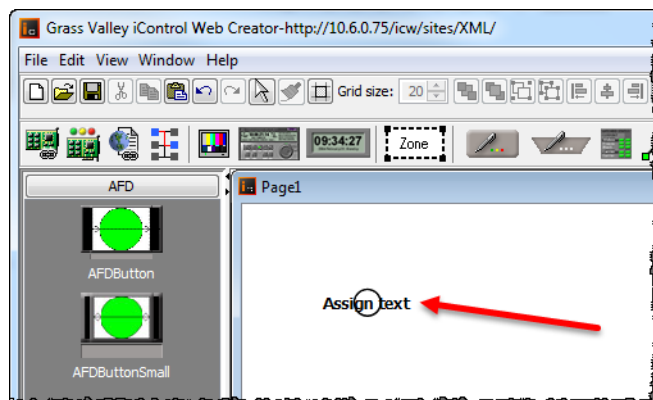 Grass Valley iControl Web Creator-http://10.6.0.75/icw/sites/XML/
File Edit View Window Help
Grid size: 20
09:34:27
Zone
AFD
Page1
AFDButton
Assign text
AFDButtonSmall